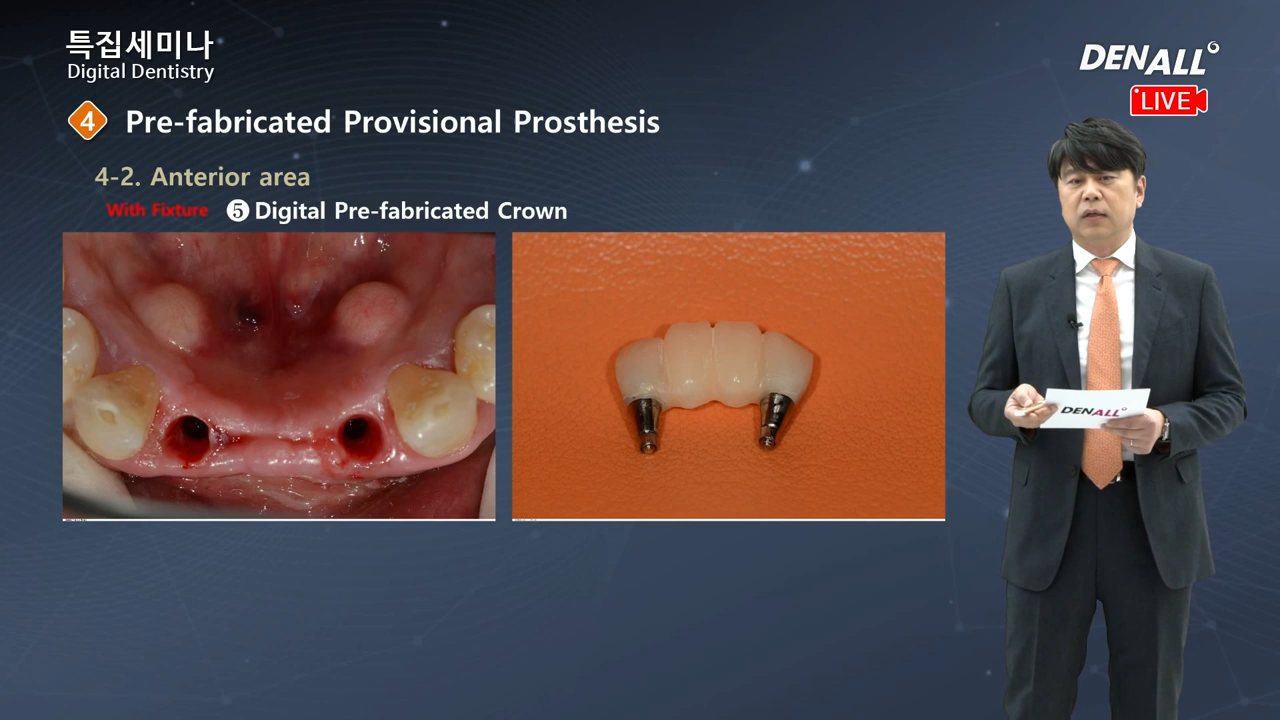 특집세미나
Digital Dentistry
DENALL
LIVE
4 Pre-fabricated Provisional Prosthesis
4-2. Anterior area
With Fixture ❺ Digital Pre-fabricated Crown
DENALL